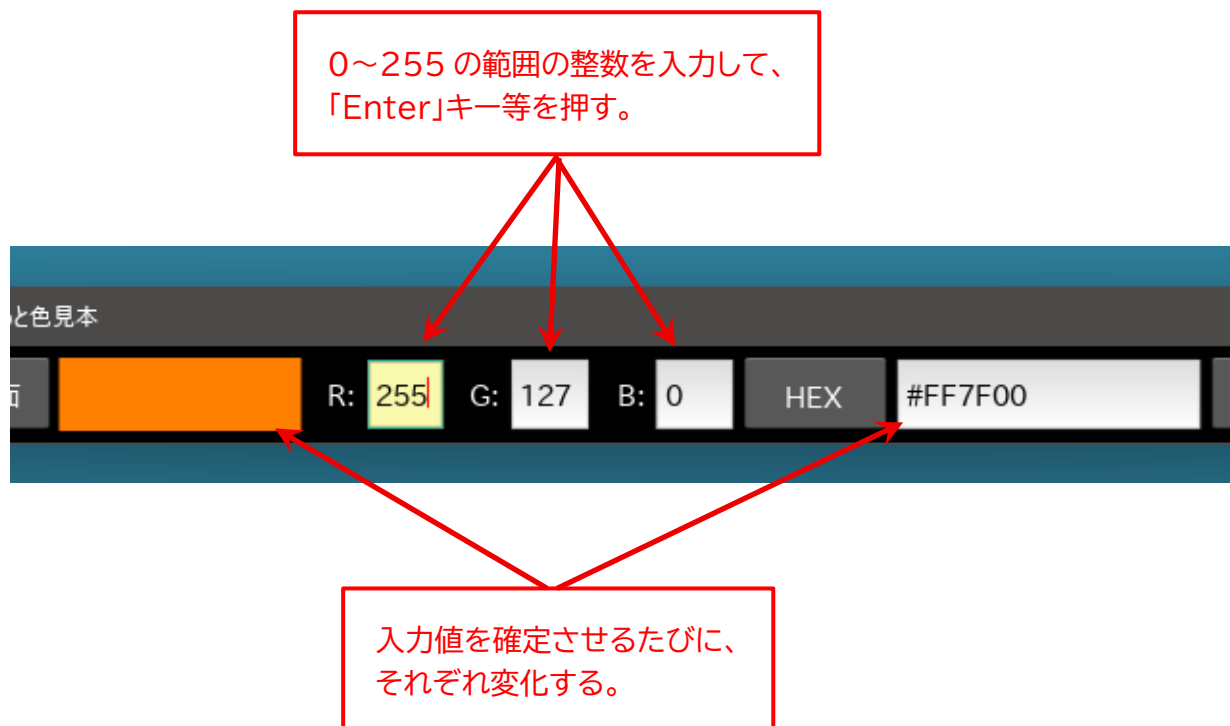 0～255 の範囲の整数を入力して、
「Enter」キー等を押す。
と色見本
R: 255 G: 127 B: 0 HEX #FF7F00
入力値を確定させるたびに、
それぞれ変化する。